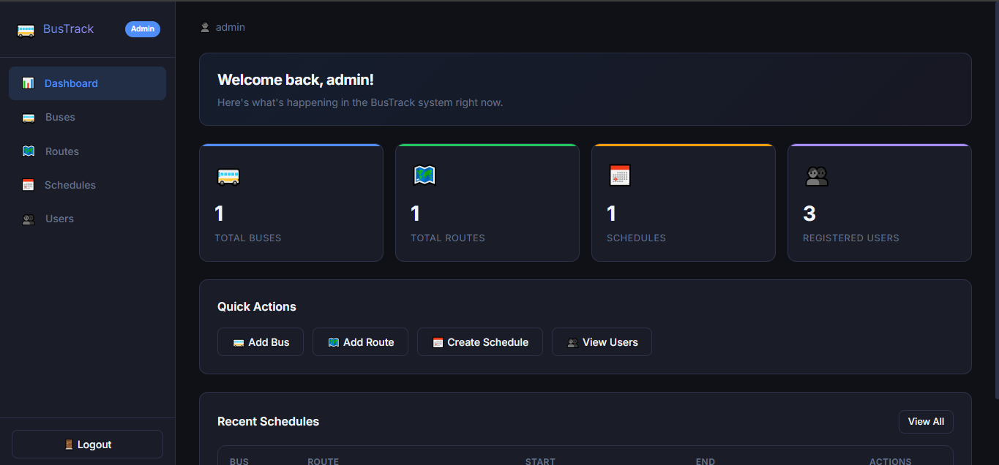 BusTrack Admin
Dashboard
Buses
Routes
Schedules
Users
Logout
admin
Welcome back, admin!
Here's what's happening in the BusTrack system right now.
1
TOTAL BUSES
1
TOTAL ROUTES
1
SCHEDULES
3
REGISTERED USERS
Quick Actions
Add Bus Add Route Create Schedule View Users
Recent Schedules View All
BUS ROUTE START END ACTIONS